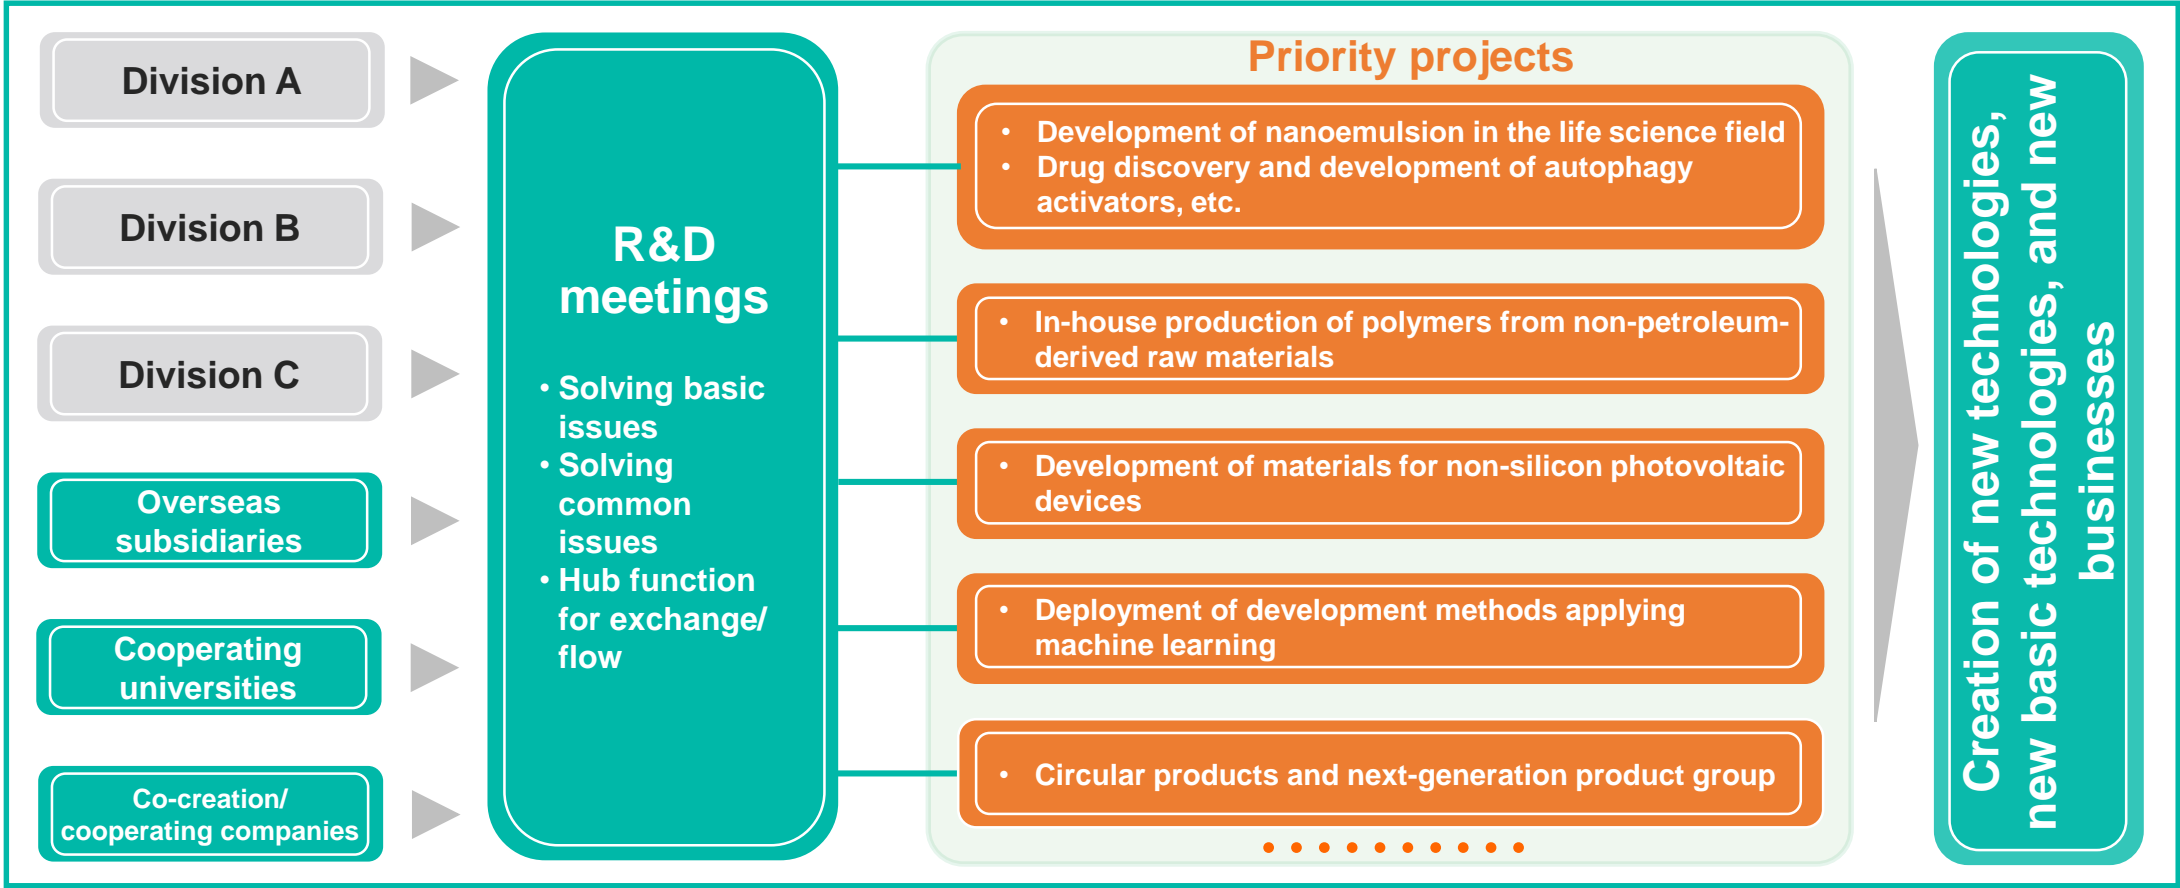 Division A
Division B
Division C
Overseas
subsidiaries
Cooperating
universities
Co-creation/
cooperating companies
R&D
meetings
• Solving basic
issues
• Solving
common
issues
• Hub function
for exchange/
flow
Priority projects
• Development of nanoemulsion in the life science field
• Drug discovery and development of autophagy
activators, etc.
• In-house production of polymers from non-petroleum-
derived raw materials
• Development of materials for non-silicon photovoltaic
devices
• Deployment of development methods applying
machine learning
• Circular products and next-generation product group
• • • • • • • • • •
Creation of new technologies,
new basic technologies, and new
businesses